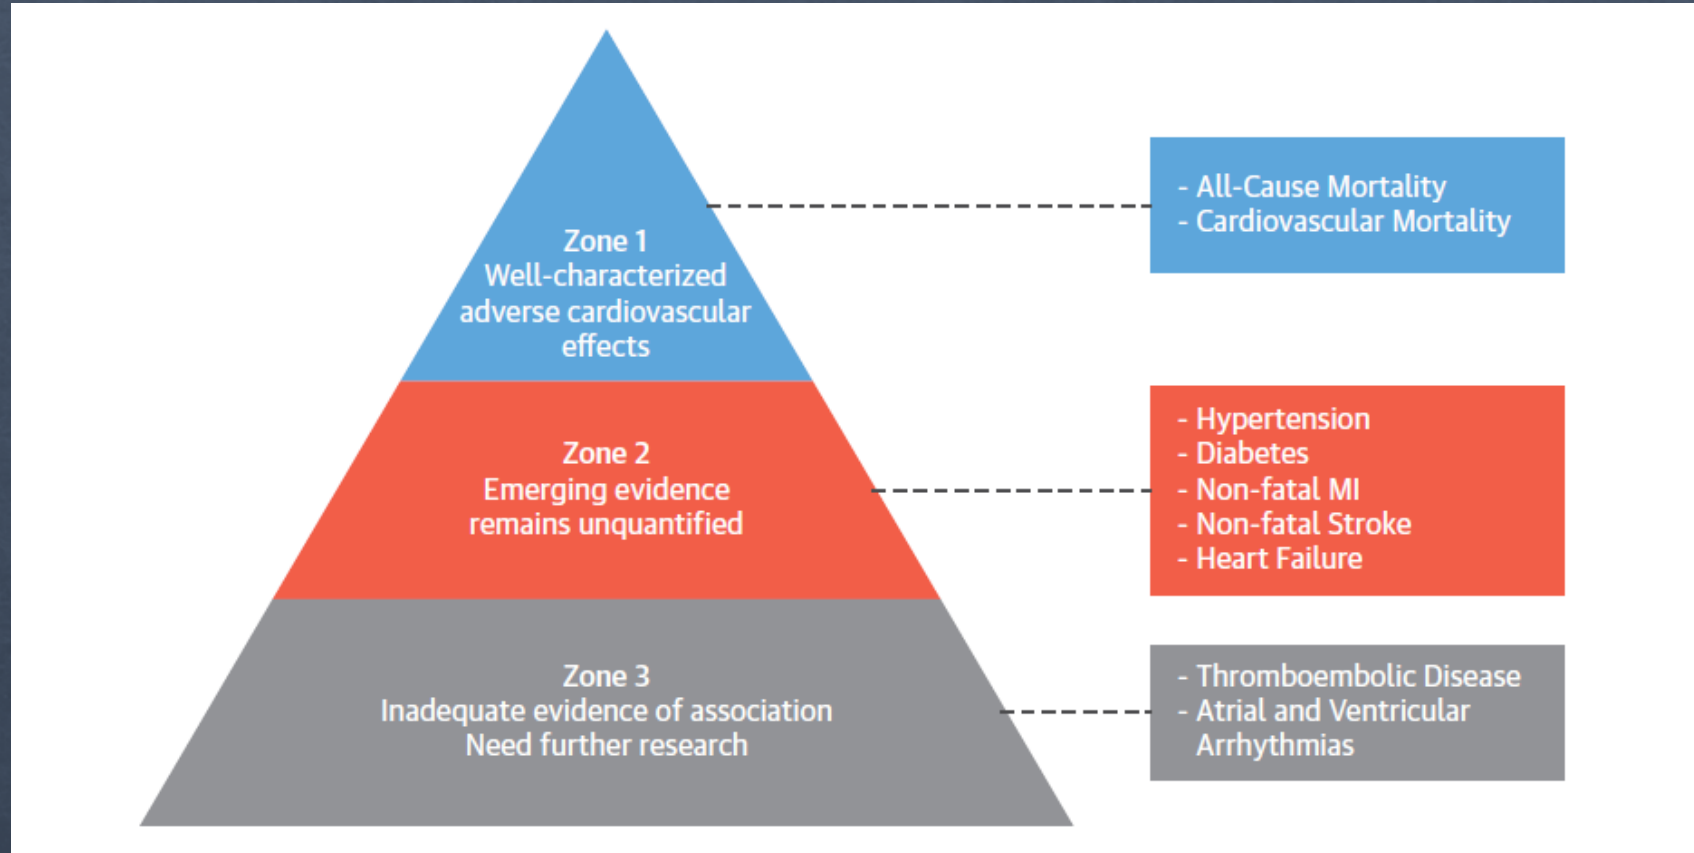 Zone 1
Well-characterized
adverse cardiovascular
effects
- All-Cause Mortality
- Cardiovascular Mortality
Zone 2
Emerging evidence
remains unquantified
- Hypertension
- Diabetes
- Non-fatal MI
- Non-fatal Stroke
- Heart Failure
Zone 3
Inadequate evidence of association
Need further research
- Thromboembolic Disease
- Atrial and Ventricular
Arrhythmias